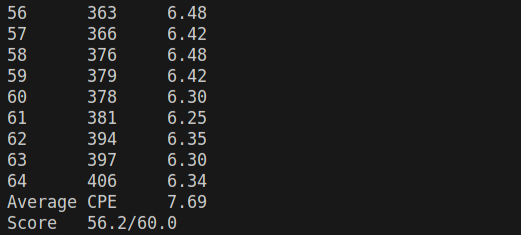 56 363 6.48
57 366 6.42
58 376 6.48
59 379 6.42
60 378 6.30
61 381 6.25
62 394 6.35
63 397 6.30
64 406 6.34
Average CPE 7.69
Score 56.2/60.0